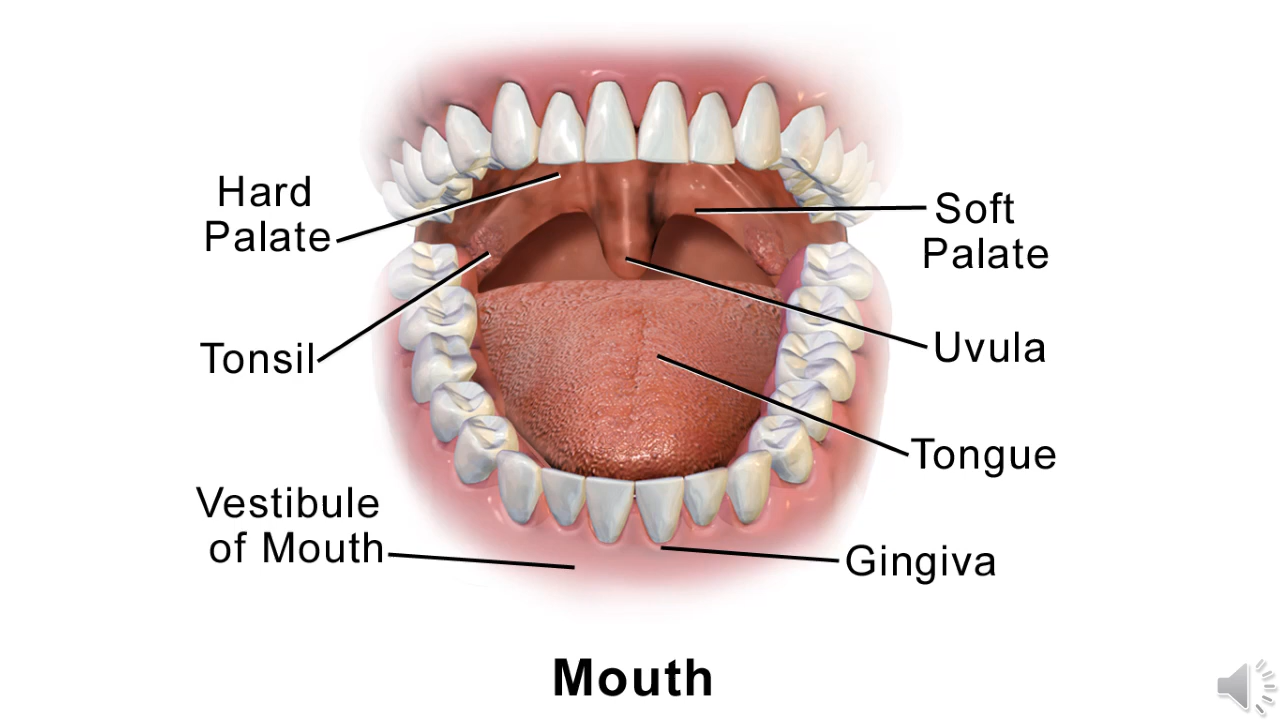 Hard
Palate
Soft
Palate
Tonsil
Uvula
Tongue
Vestibule
of Mouth
Gingiva
Mouth